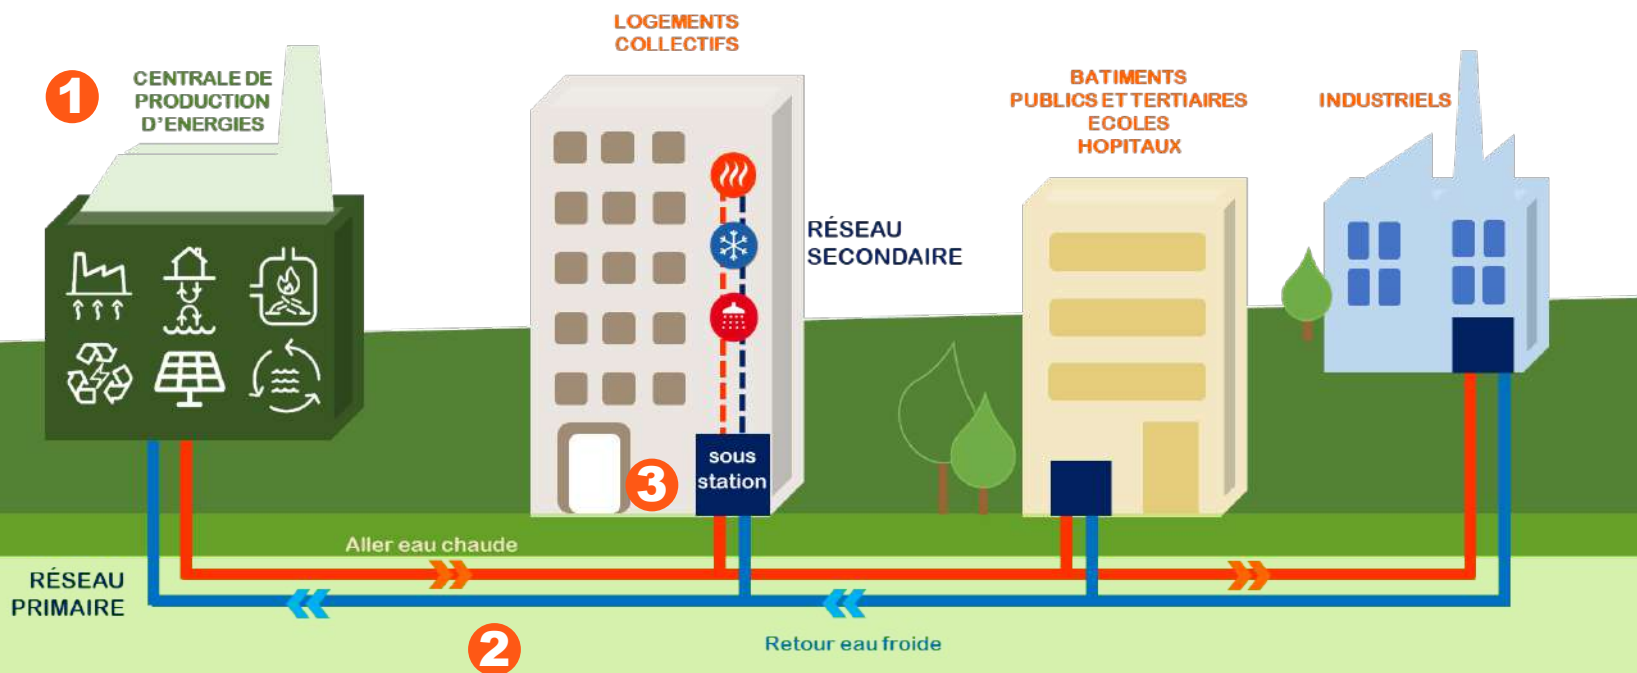 1
CENTRALE DE
PRODUCTION
D'ENERGIES
LOGEMENTS
COLLECTIFS
BATIMENTS
PUBLICS ET TERTIAIRES
ECOLES
HOPITAUX
INDUSTRIELS
RÉSEAU
SECONDAIRE
3
sous
station
Aller eau chaude
RÉSEAU
PRIMAIRE
2
Retour eau froide